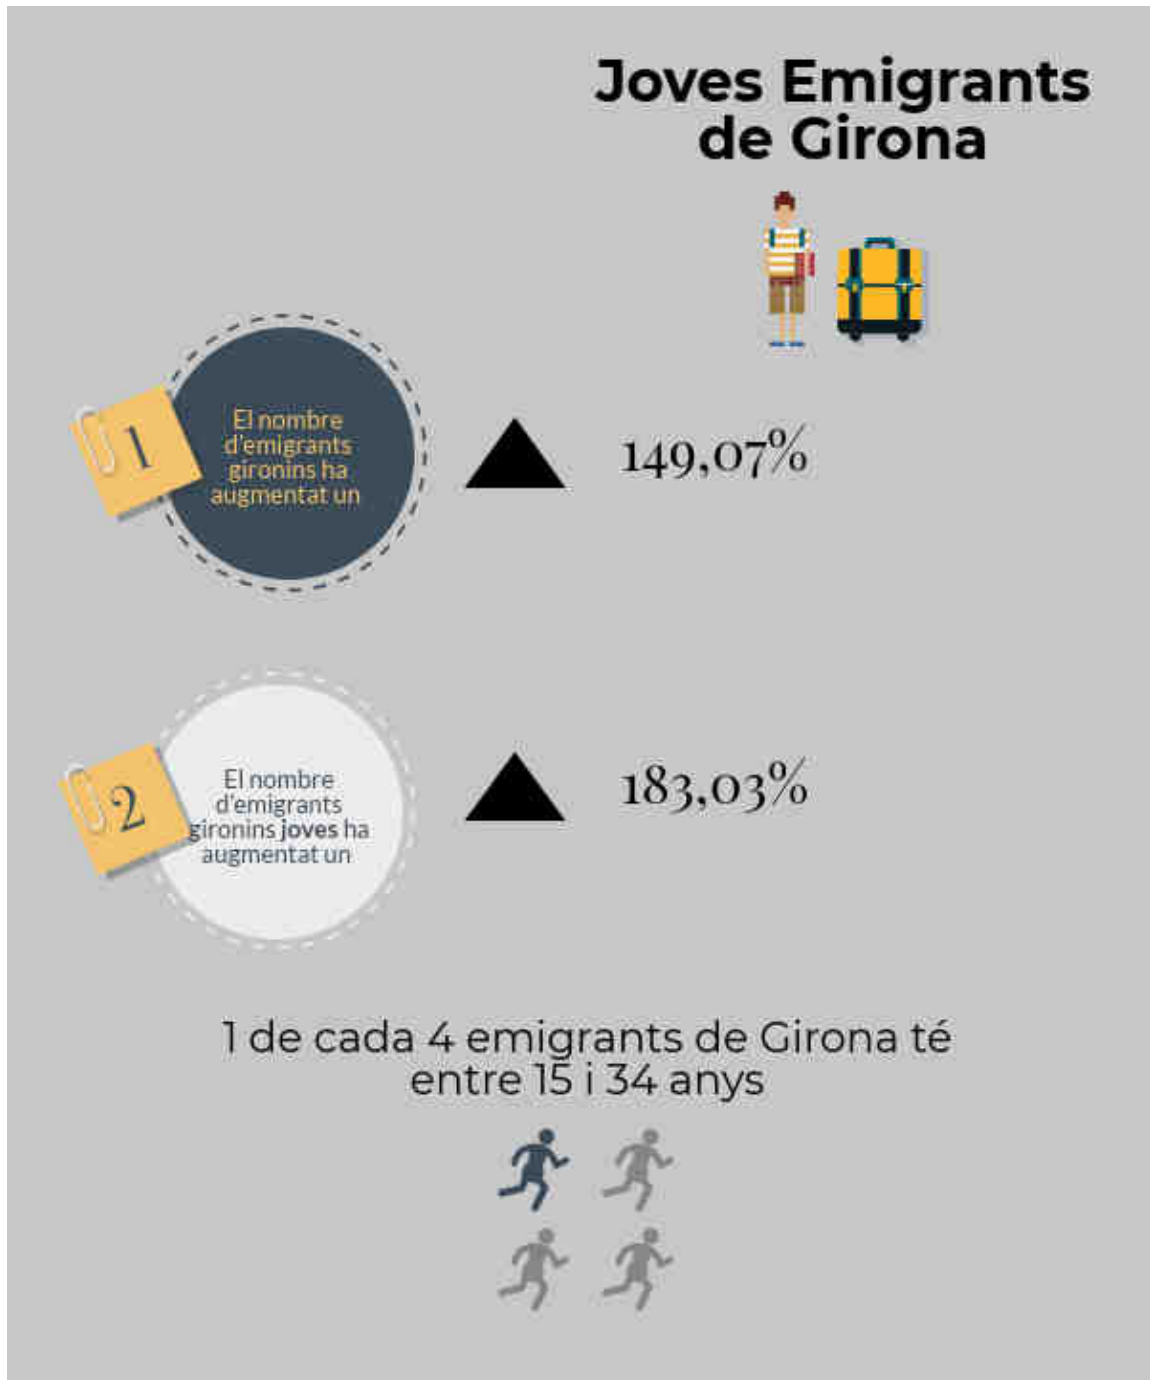 Joves Emigrants
de Girona
1
El nombre
d'emigrants
gironins ha
augmentat un
149,07%
2
El nombre
d'emigrants
gironins joves ha
augmentat un
183,03%
1 de cada 4 emigrants de Girona té
entre 15 i 34 anys